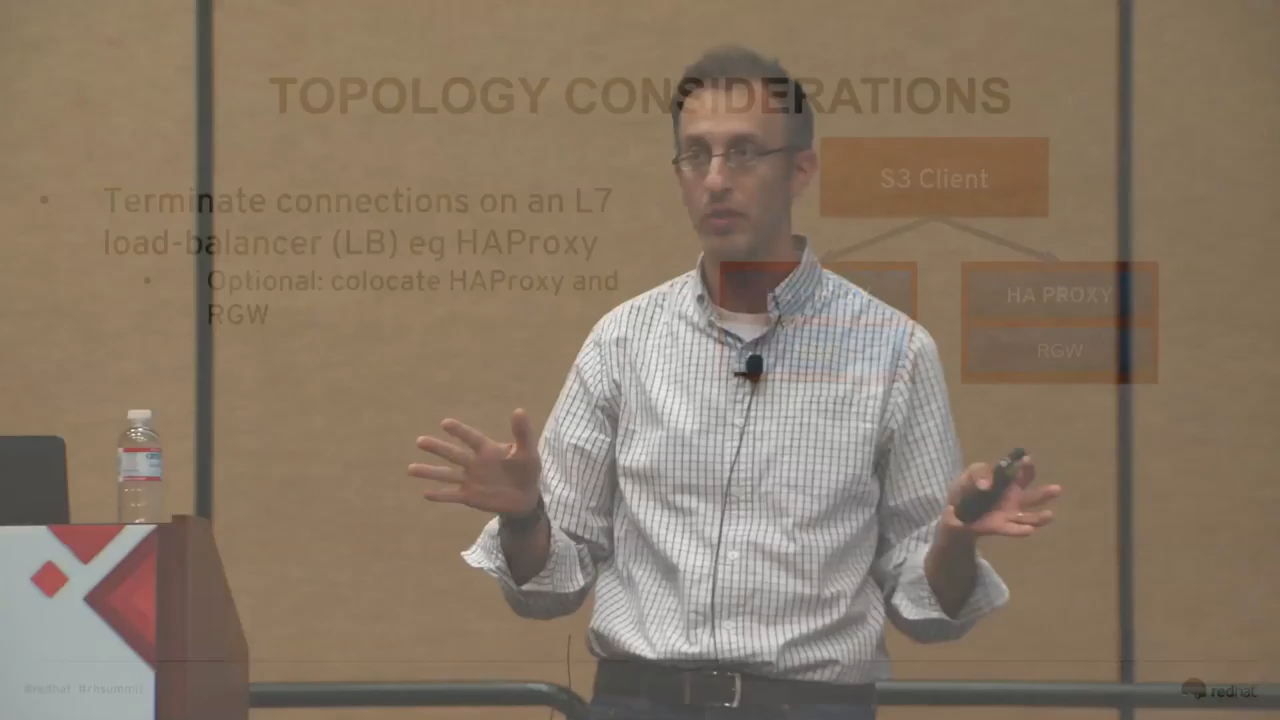 TOPOLOGY CONSIDERATIONS
• Terminate connections on an L7
load-balancer (LB) eg HAProxy
• Optional: colocate HAProxy and
RGW
S3 Client
HA PROXY
RGW
@redhat #rhsummit
redhat